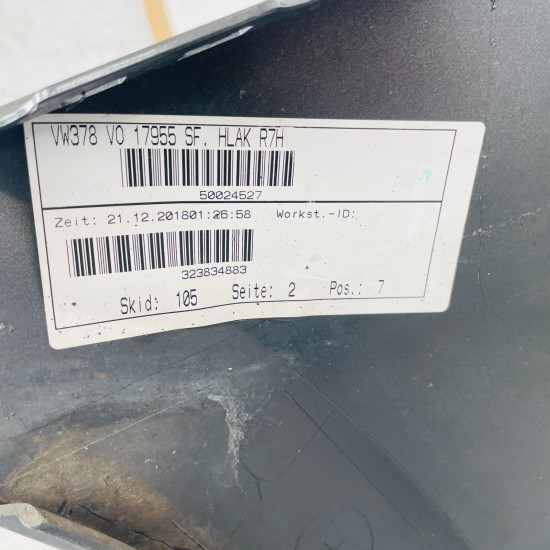 VW378 VO 17955 SF. HLAK R7H
50024527
Zeit: 21.12.201801:26:58 Workst.-ID:
323834883
Skid: 105 Seite: 2 Pos.: 7